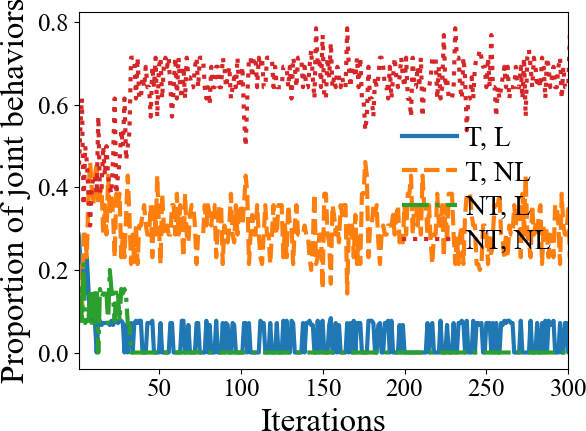 Proportion of joint behaviors
0.8
0.6
0.4
0.2
0.0
T, L
T, NL
NT, L
NT, NL
50
100
150
200
250
300
Iterations